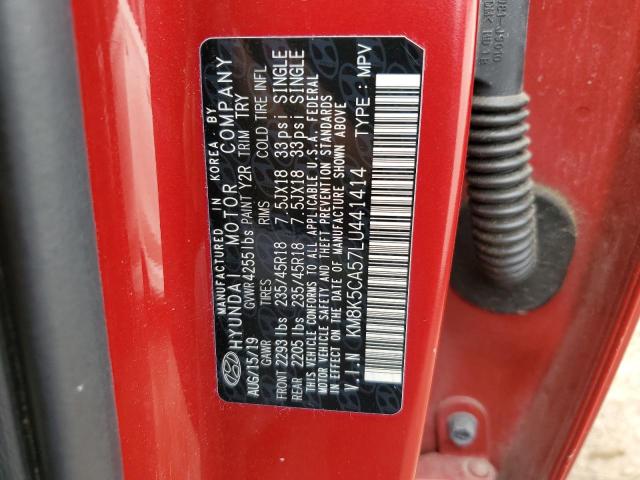 MANUFACTURED IN KOREA. BY
HYUNDAI MOTOR COMPANY
AUG/15/19 GVWR 4255lbs PAINT Y2R TRIM TRY
GAWR TIRES RIMS COLD TIRE INFL
FRONT 2293 lbs 235/45R18 7.5JX18 33psi SINGLE
REAR 2205 lbs 235/45R18 7.5JX18 33psi SINGLE
THIS VEHICLE CONFORMS TO ALL APPLICABLE U.S.A. FEDERAL
MOTOR VEHICLE SAFETY AND THEFT PREVENTION STANDARDS
IN EFFECT ON THE DATE OF MANUFACTURE SHOWN ABOVE
V.I.N KM8K5CA57LU441414 TYPE : MPV